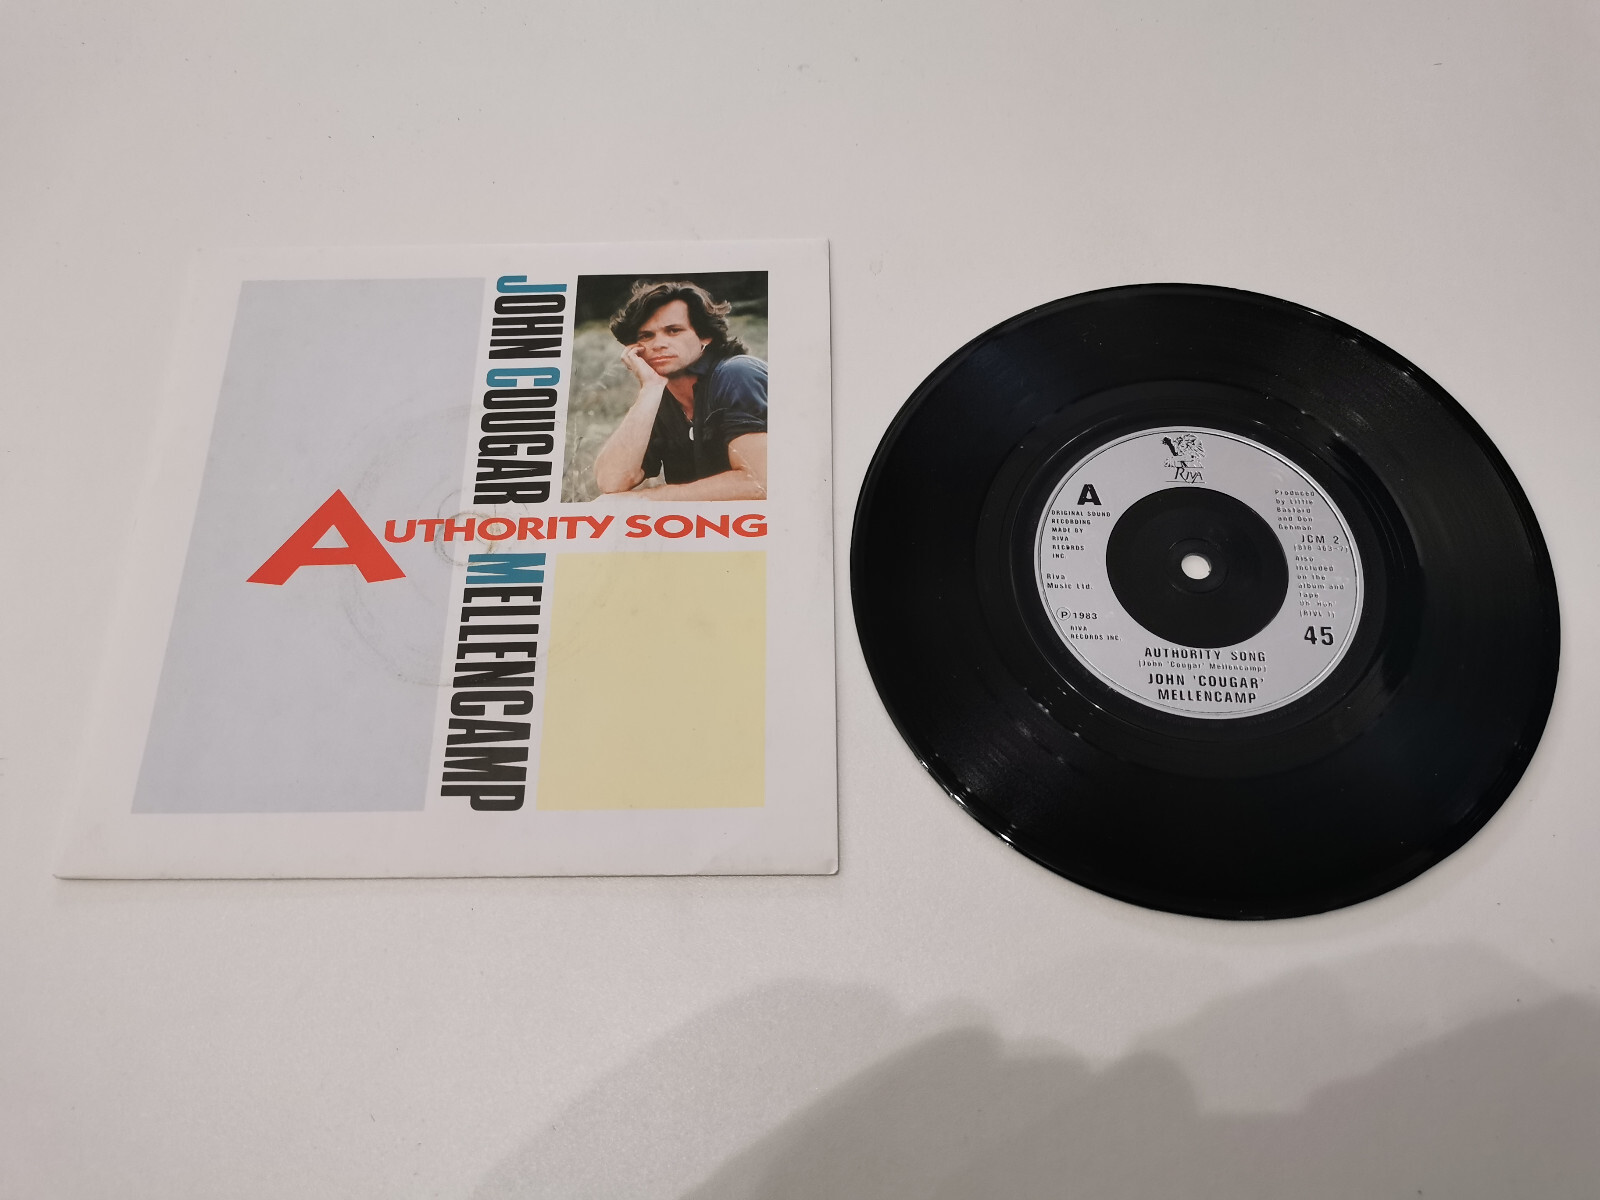 JOHN COUGAR MELLENCAMP
AUTHORITY SONG
RIVA
A
ORIGINAL SOUND
RECORDING
MADE BY
RIVA
RECORDS
INC
Riva
Music Ltd.
Ⓟ 1983
RIVA
RECORDS INC.
Produced
by Little
Bastard
and Don
Gehman
JCM 2
Also
included
on the
album and
Tape
45
AUTHORITY SONG
(John 'Cougar' Mellencamp)
JOHN 'COUGAR'
MELLENCAMP